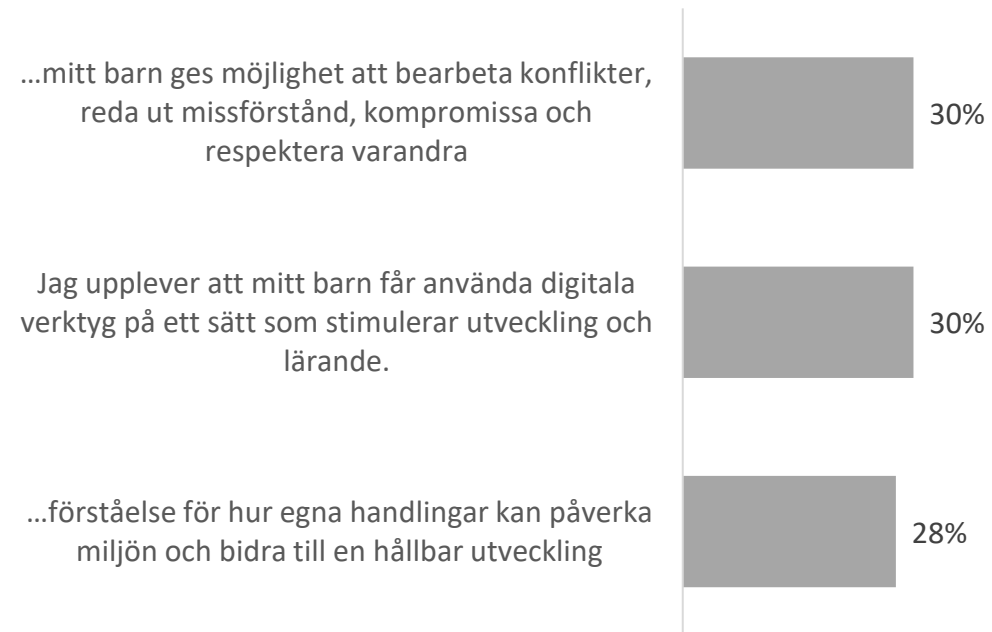 ...mitt barn ges möjlighet att bearbeta konflikter,
reda ut missförstånd, kompromissa och
respektera varandra
30%
Jag upplever att mitt barn får använda digitala
verktyg på ett sätt som stimulerar utveckling och
lärande.
30%
...förståelse för hur egna handlingar kan påverka
miljön och bidra till en hållbar utveckling
28%